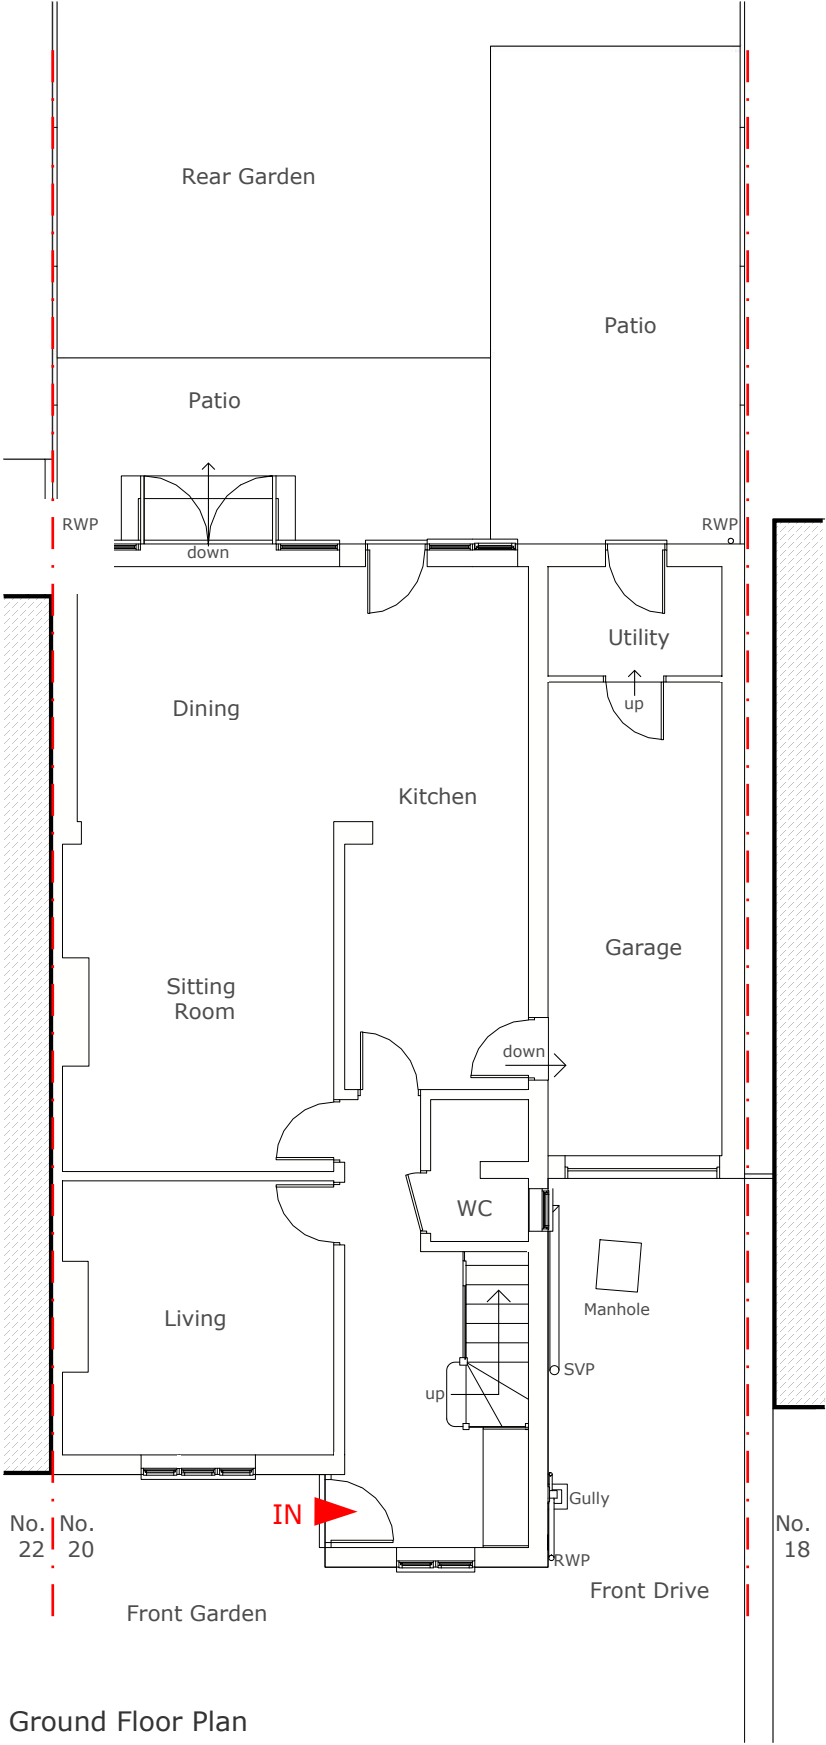 Rear Garden
Patio
Patio
RWP
RWP
down
Utility
up
Dining
Kitchen
Garage
Sitting
Room
down
WC
Manhole
Living
SVP
up
Gully
IN
No.
22
No.
20
No.
18
RWP
Front Drive
Front Garden
Ground Floor Plan